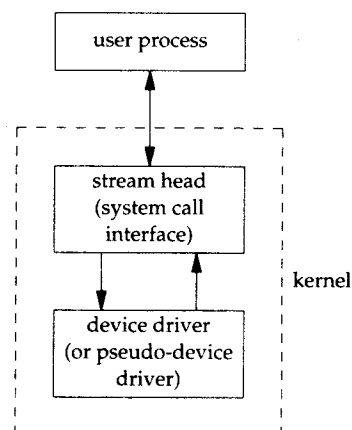 user process
stream head
(system call
interface)
kernel
device driver
(or pseudo-device
driver)